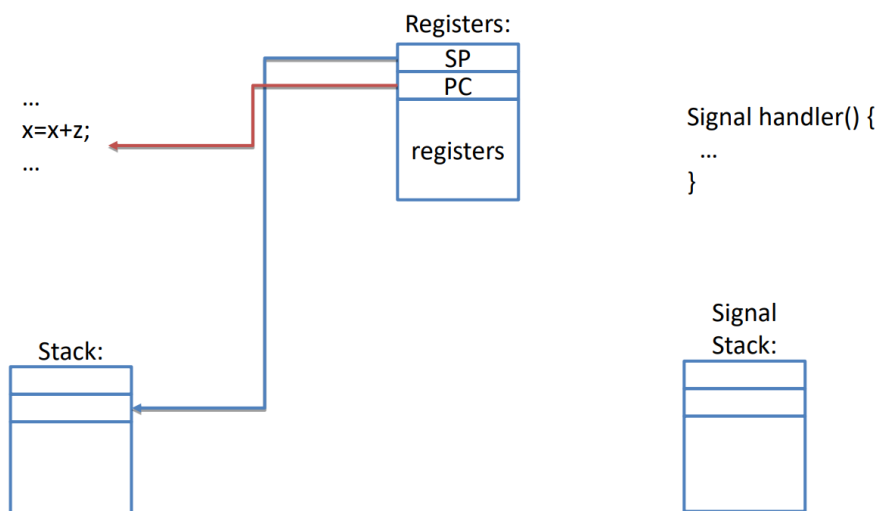 Registers:
SP
PC
registers
...
x=x+z;
...
Signal handler() {
...
}
Stack:
Signal
Stack: